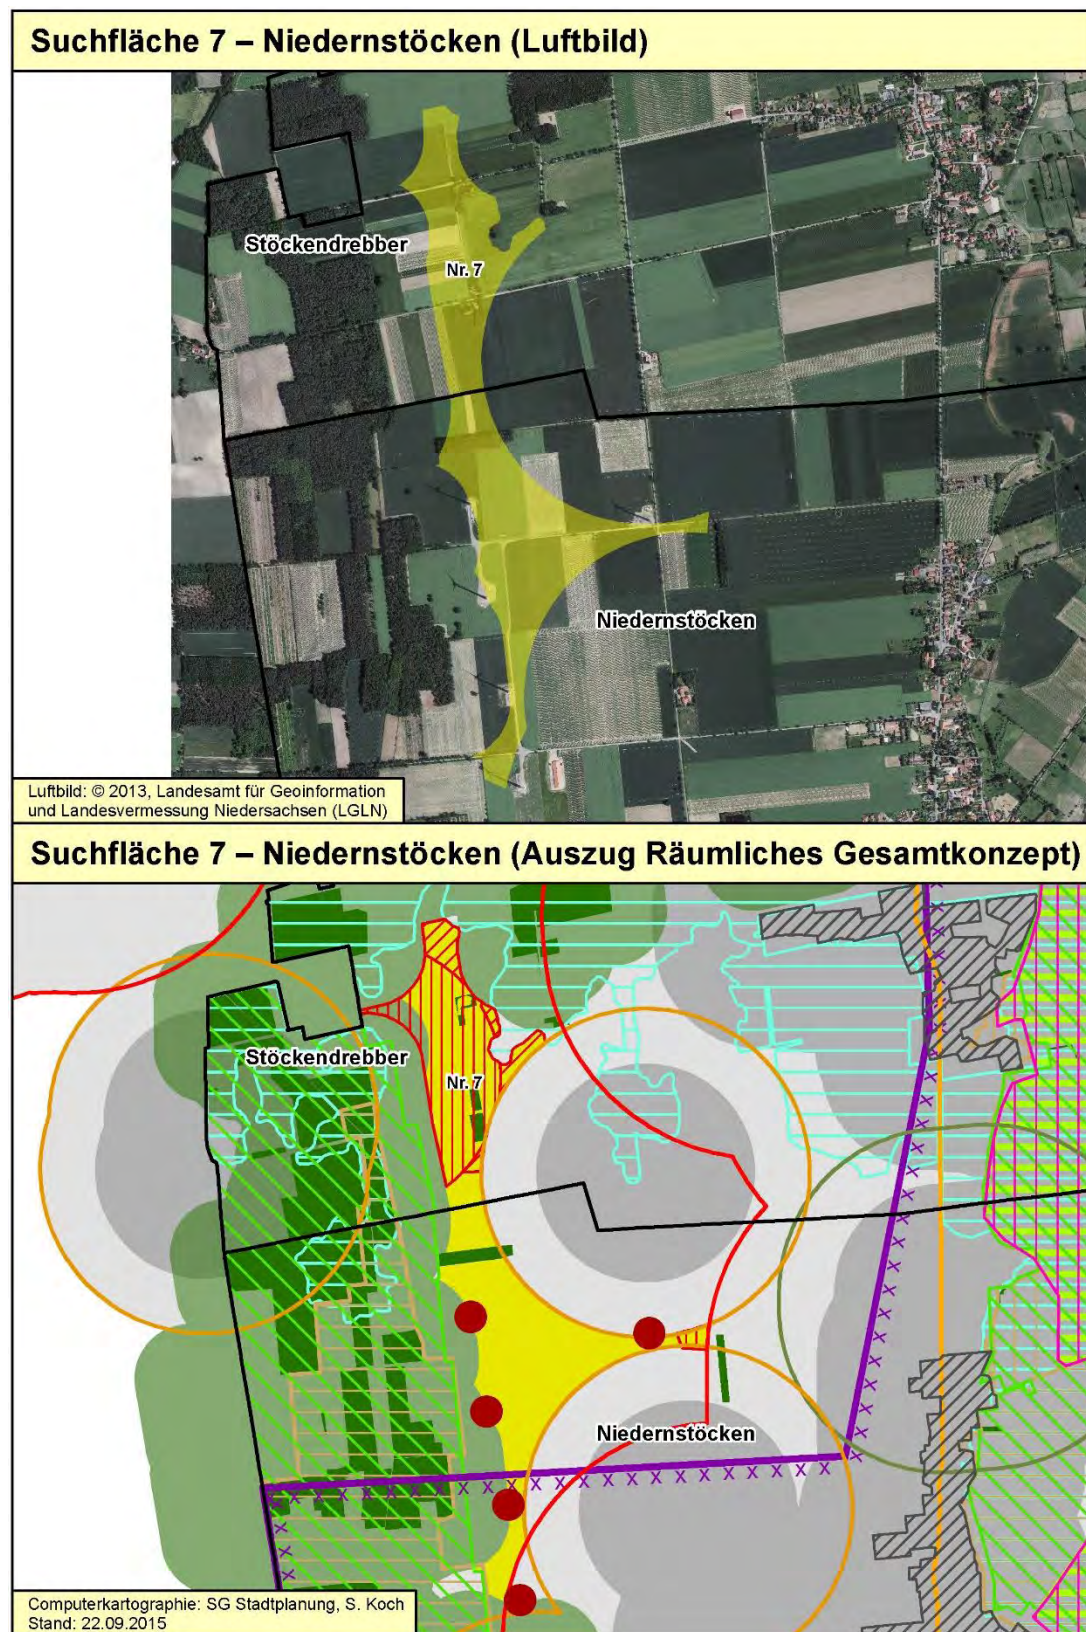 Suchfläche 7 – Niedernstöcken (Luftbild)
Stöckendrebber
Nr. 7
Niedernstöcken
Luftbild: © 2013, Landesamt für Geoinformation
und Landesvermessung Niedersachsen (LGLN)
Suchfläche 7 – Niedernstöcken (Auszug Räumliches Gesamtkonzept)
Stöckendrebber
Nr. 7
Niedernstöcken
Computerkartographie: SG Stadtplanung, S. Koch
Stand: 22.09.2015